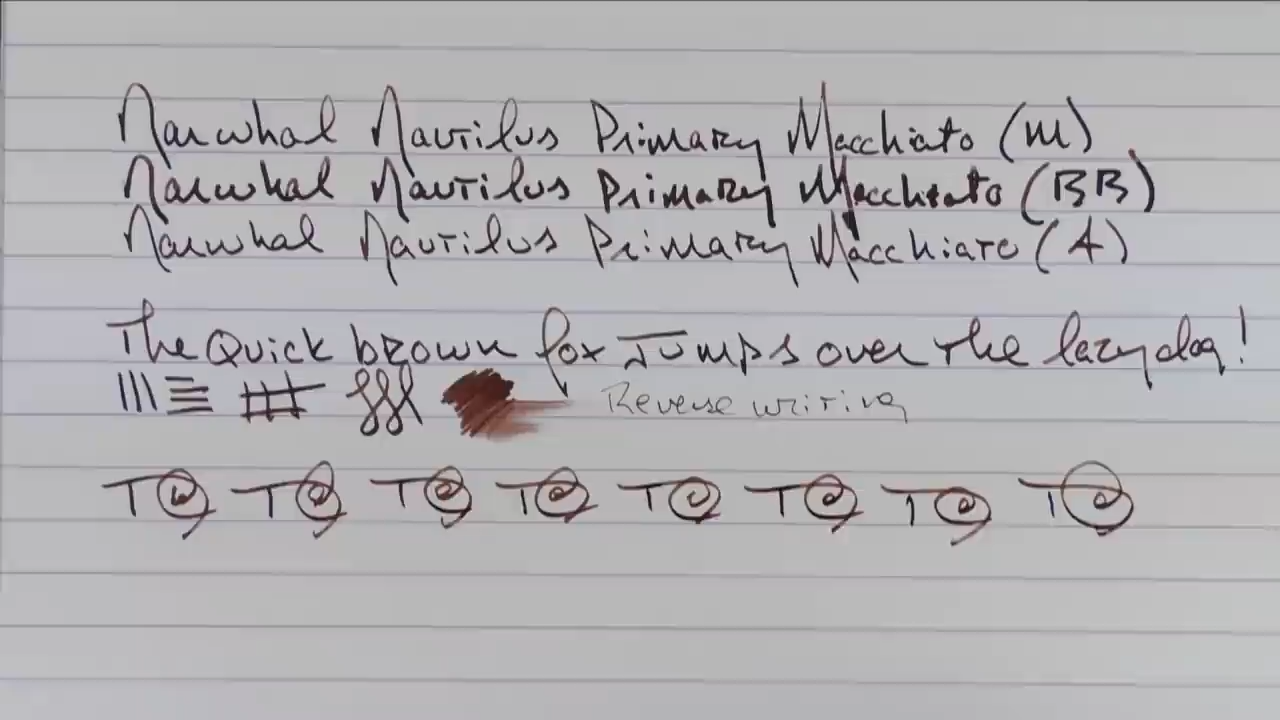 Narwhal Nautilus Primary Macchiato (M)
Narwhal Nautilus Primary Macchiato (BB)
Narwhal Nautilus Primary Macchiato (A)
The Quick brown fox Jumps over the lazy dog!
Reverse writing